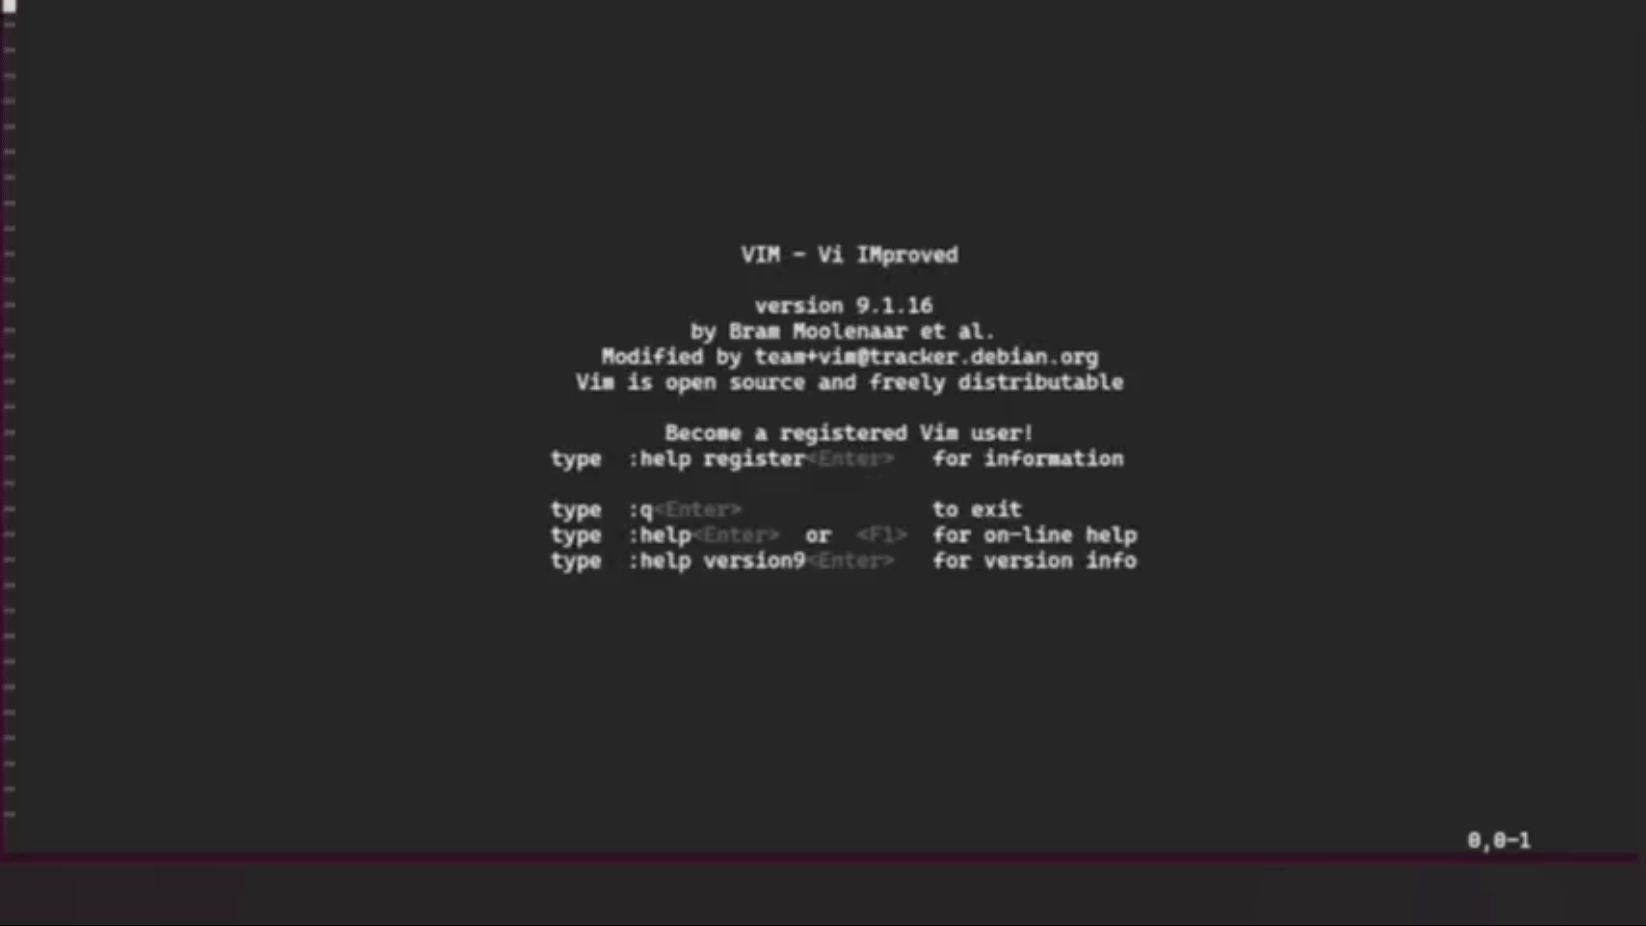 VIM - Vi IMproved
version 9.1.16
by Bram Moolenaar et al.
Modified by team+vim@tracker.debian.org
Vim is open source and freely distributable
Become a registered Vim user!
type :help register<Enter> for information
type :q<Enter> to exit
type :help<Enter> or <F1> for on-line help
type :help version9<Enter> for version info
0,0-1